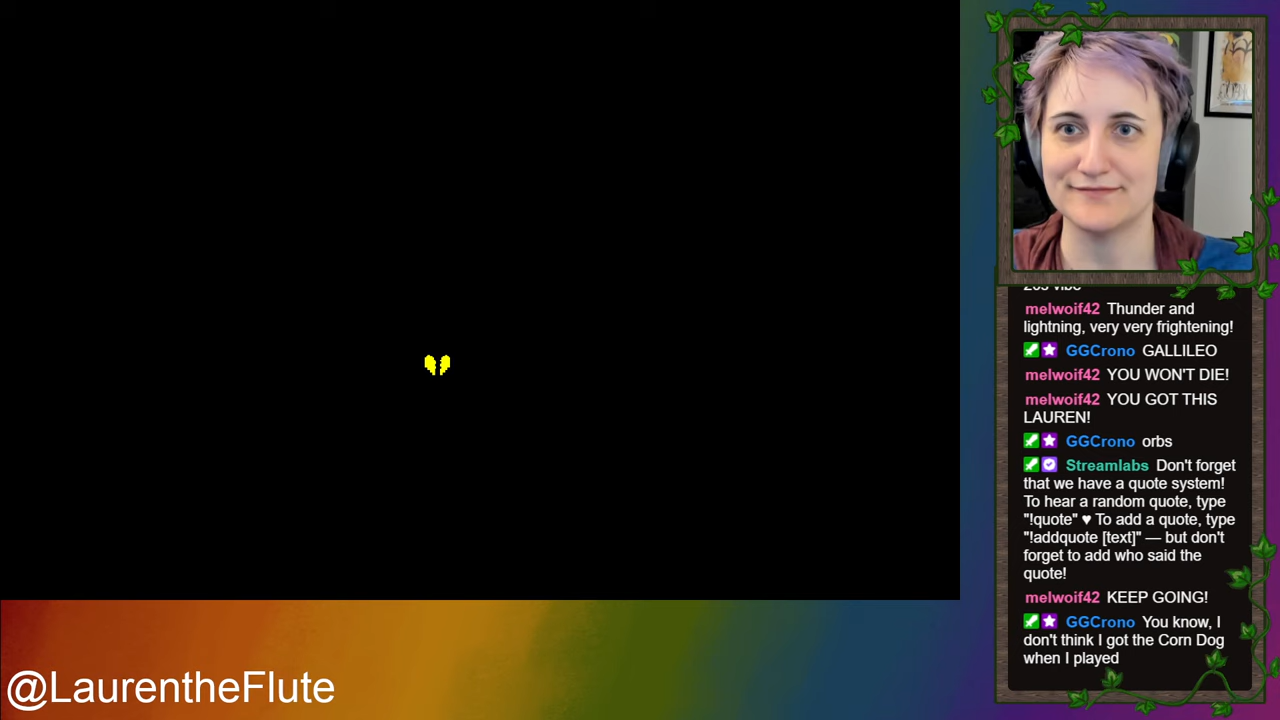 melwoif42 Thunder and
lightning, very very frightening!
GGCrono GALLILEO
melwoif42 YOU WON'T DIE!
melwoif42 YOU GOT THIS
LAUREN!
GGCrono orbs
Streamlabs Don't forget
that we have a quote system!
To hear a random quote, type
"!quote" ♥ To add a quote, type
"!addquote [text]" — but don't
forget to add who said the
quote!
melwoif42 KEEP GOING!
GGCrono You know, I
don't think I got the Corn Dog
when I played
@LaurentheFlute